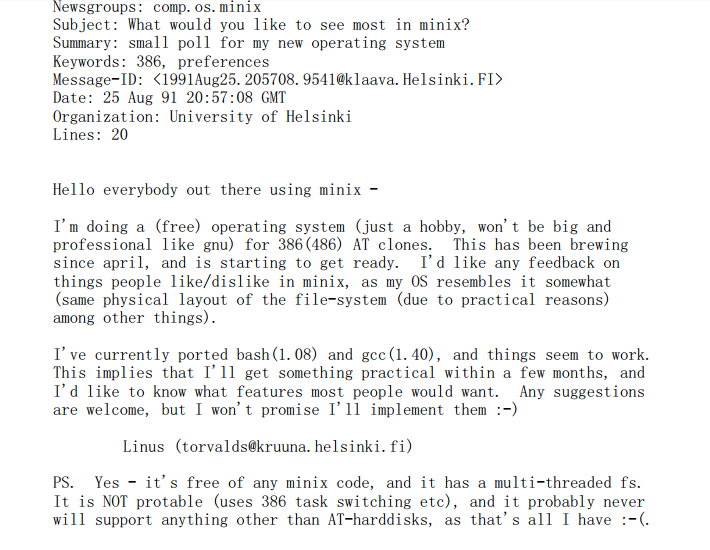 Newsgroups: comp.os.minix
Subject: What would you like to see most in minix?
Summary: small poll for my new operating system
Keywords: 386, preferences
Message-ID: <1991Aug25.205708.9541@klaava.Helsinki.FI>
Date: 25 Aug 91 20:57:08 GMT
Organization: University of Helsinki
Lines: 20
Hello everybody out there using minix -
I'm doing a (free) operating system (just a hobby, won't be big and
professional like gnu) for 386(486) AT clones.  This has been brewing
since april, and is starting to get ready.  I'd like any feedback on
things people like/dislike in minix, as my OS resembles it somewhat
(same physical layout of the file-system (due to practical reasons)
among other things).
I've currently ported bash(1.08) and gcc(1.40), and things seem to work.
This implies that I'll get something practical within a few months, and
I'd like to know what features most people would want.  Any suggestions
are welcome, but I won't promise I'll implement them :-)
Linus (torvalds@kruuna.helsinki.fi)
PS.  Yes - it's free of any minix code, and it has a multi-threaded fs.
It is NOT protable (uses 386 task switching etc), and it probably never
will support anything other than AT-harddisks, as that's all I have :-(.